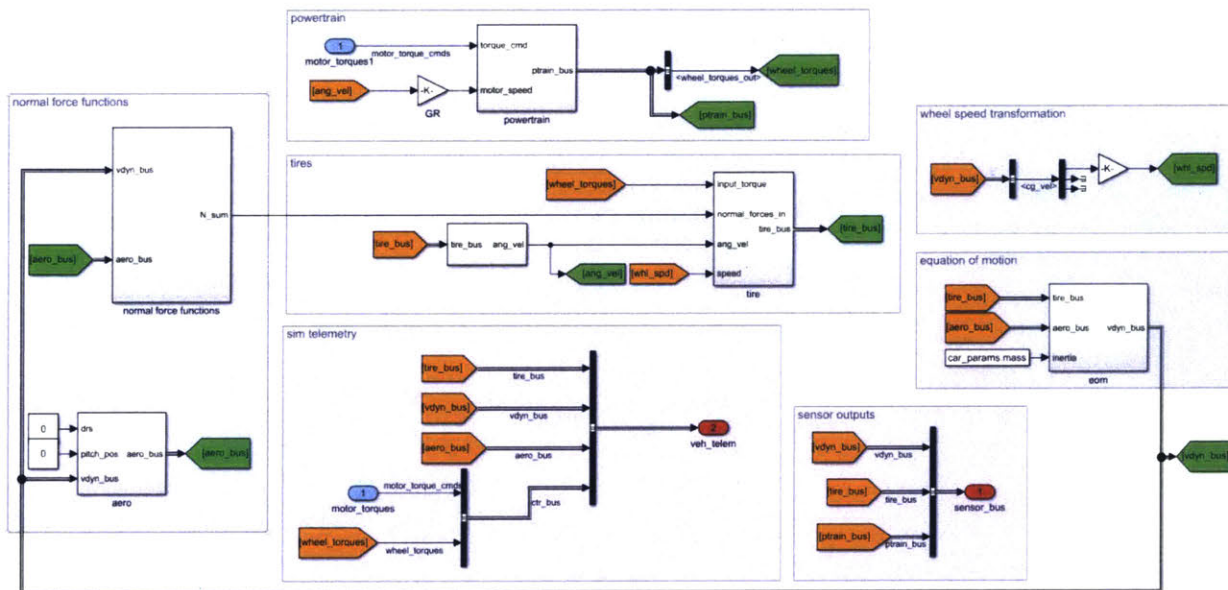 powertrain
1
motor_torques1
motor_torque_cmds
torque_cmd
ptrain_bus
motor_speed
powertrain
[ang_vel]
-K-
GR
<wheel_torques_out>
[wheel_torques]
[ptrain_bus]
normal force functions
vdyn_bus
N_sum
[aero_bus]
aero_bus
normal force functions
0
drs
0
pitch_pos
aero_bus
vdyn_bus
aero
[aero_bus]
tires
[wheel_torques]
input_torque
normal_forces_in
tire_bus
[tire_bus]
tire_bus
ang_vel
ang_vel
[ang_vel]
[whl_spd]
speed
tire
[tire_bus]
wheel speed transformation
[vdyn_bus]
<cg_vel>
-K-
[whl_spd]
equation of motion
[tire_bus]
tire_bus
[aero_bus]
aero_bus
vdyn_bus
car_params.mass
inertia
eom
[vdyn_bus]
sim telemetry
[tire_bus]
tire_bus
[vdyn_bus]
vdyn_bus
[aero_bus]
aero_bus
1
motor_torques
motor_torque_cmds
ctr_bus
[wheel_torques]
wheel_torques
2
veh_telem
sensor outputs
[vdyn_bus]
vdyn_bus
[tire_bus]
tire_bus
[ptrain_bus]
ptrain_bus
1
sensor_bus